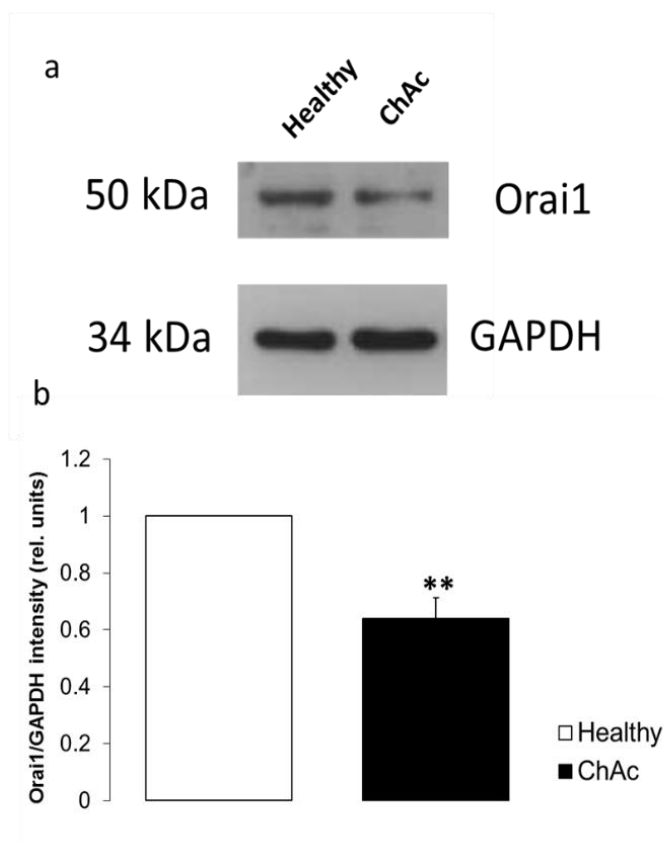 a
Healthy
ChAc
50 kDa
Orai1
34 kDa
GAPDH
b
Orai1/GAPDH intensity (rel. units)
1.2
1
0.8
0.6
0.4
0.2
0
**
Healthy
ChAc